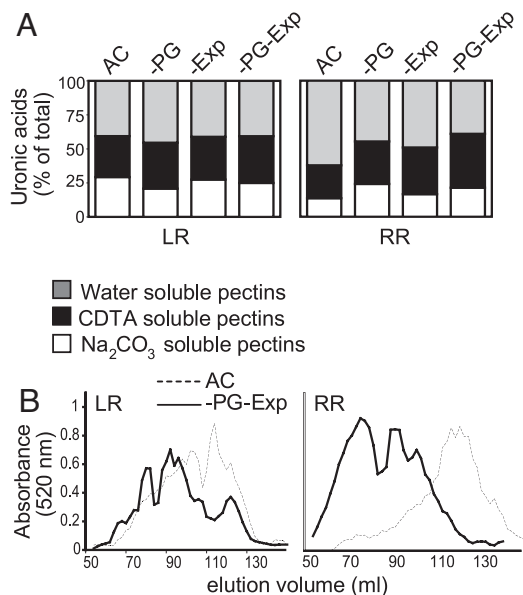 A
AC -PG -Exp -PG-Exp AC -PG -Exp -PG-Exp
Uronic acids
(% of total)
100
75
50
25
0
LR RR
Water soluble pectins
CDTA soluble pectins
Na₂CO₃ soluble pectins
B
AC
-PG-Exp
LR RR
Absorbance
(520 nm)
1
0.8
0.6
0.4
0.2
0
50 70 90 110 130 50 70 90 110 130
elution volume (ml)